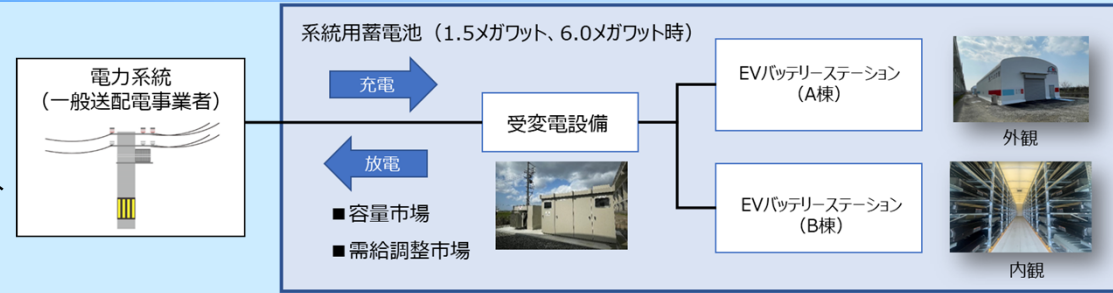 系統用蓄電池（1.5メガワット、6.0メガワット時）
電力系統
（一般送配電事業者）
充電
受変電設備
放電
■容量市場
■需給調整市場
EVバッテリーステーション
（A棟）
外観
EVバッテリーステーション
（B棟）
内観